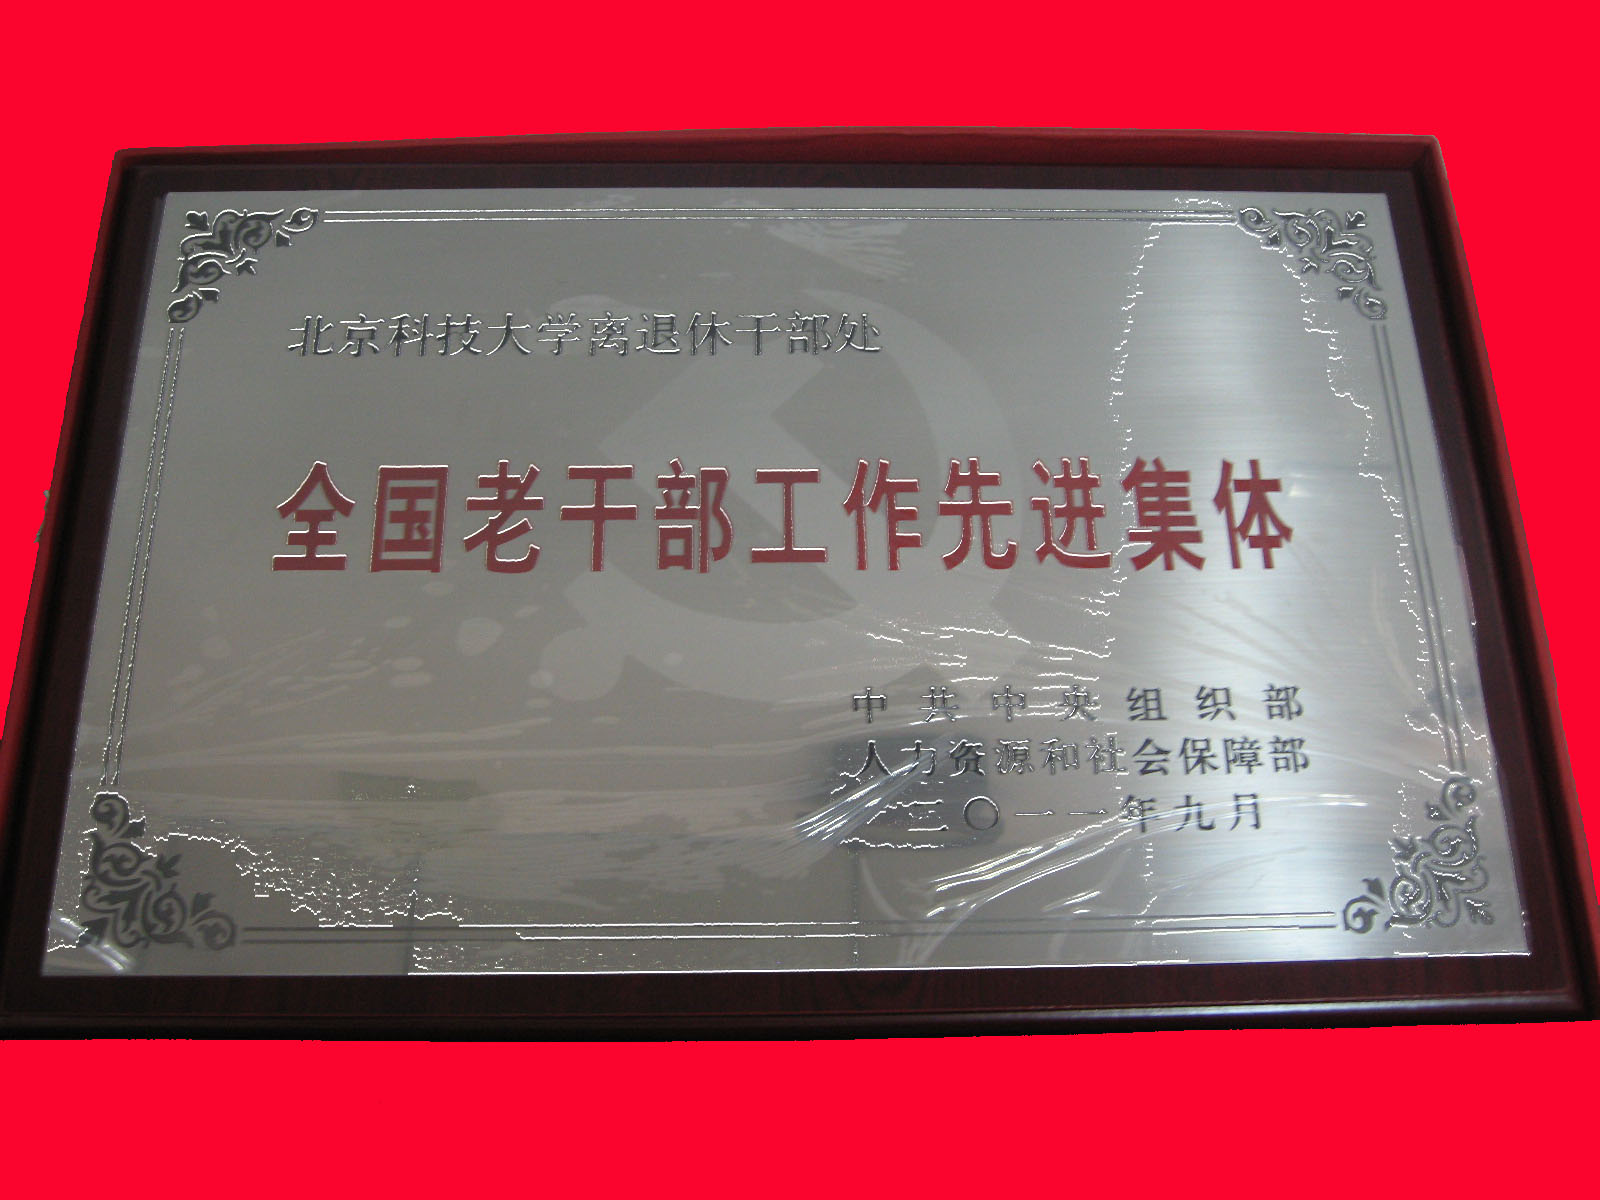 北京科技大学离退休干部处
全国老干部工作先进集体
中共中央组织部
人力资源和社会保障部
二〇一一年九月